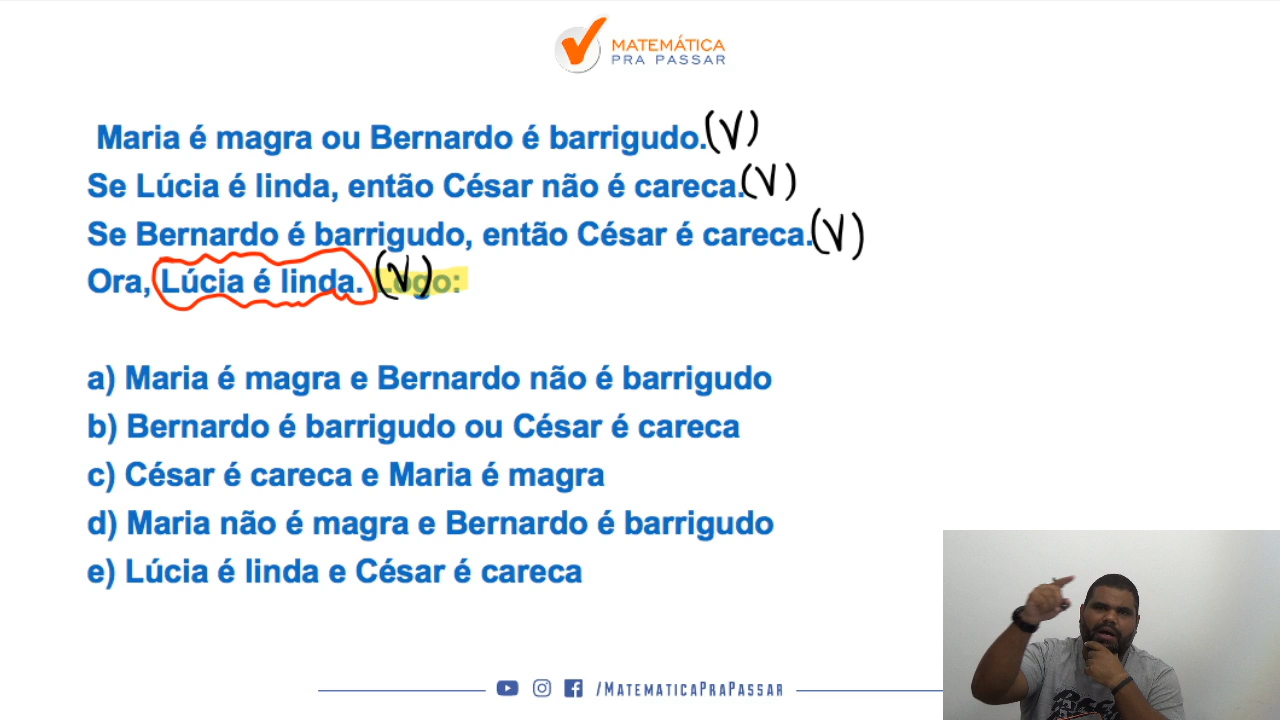 MATEMÁTICA
PRA PASSAR
Maria é magra ou Bernardo é barrigudo. (V)
Se Lúcia é linda, então César não é careca. (V)
Se Bernardo é barrigudo, então César é careca. (V)
Ora, Lúcia é linda. (V) Logo:
a) Maria é magra e Bernardo não é barrigudo
b) Bernardo é barrigudo ou César é careca
c) César é careca e Maria é magra
d) Maria não é magra e Bernardo é barrigudo
e) Lúcia é linda e César é careca
/MATEMATICAPRAPASSAR